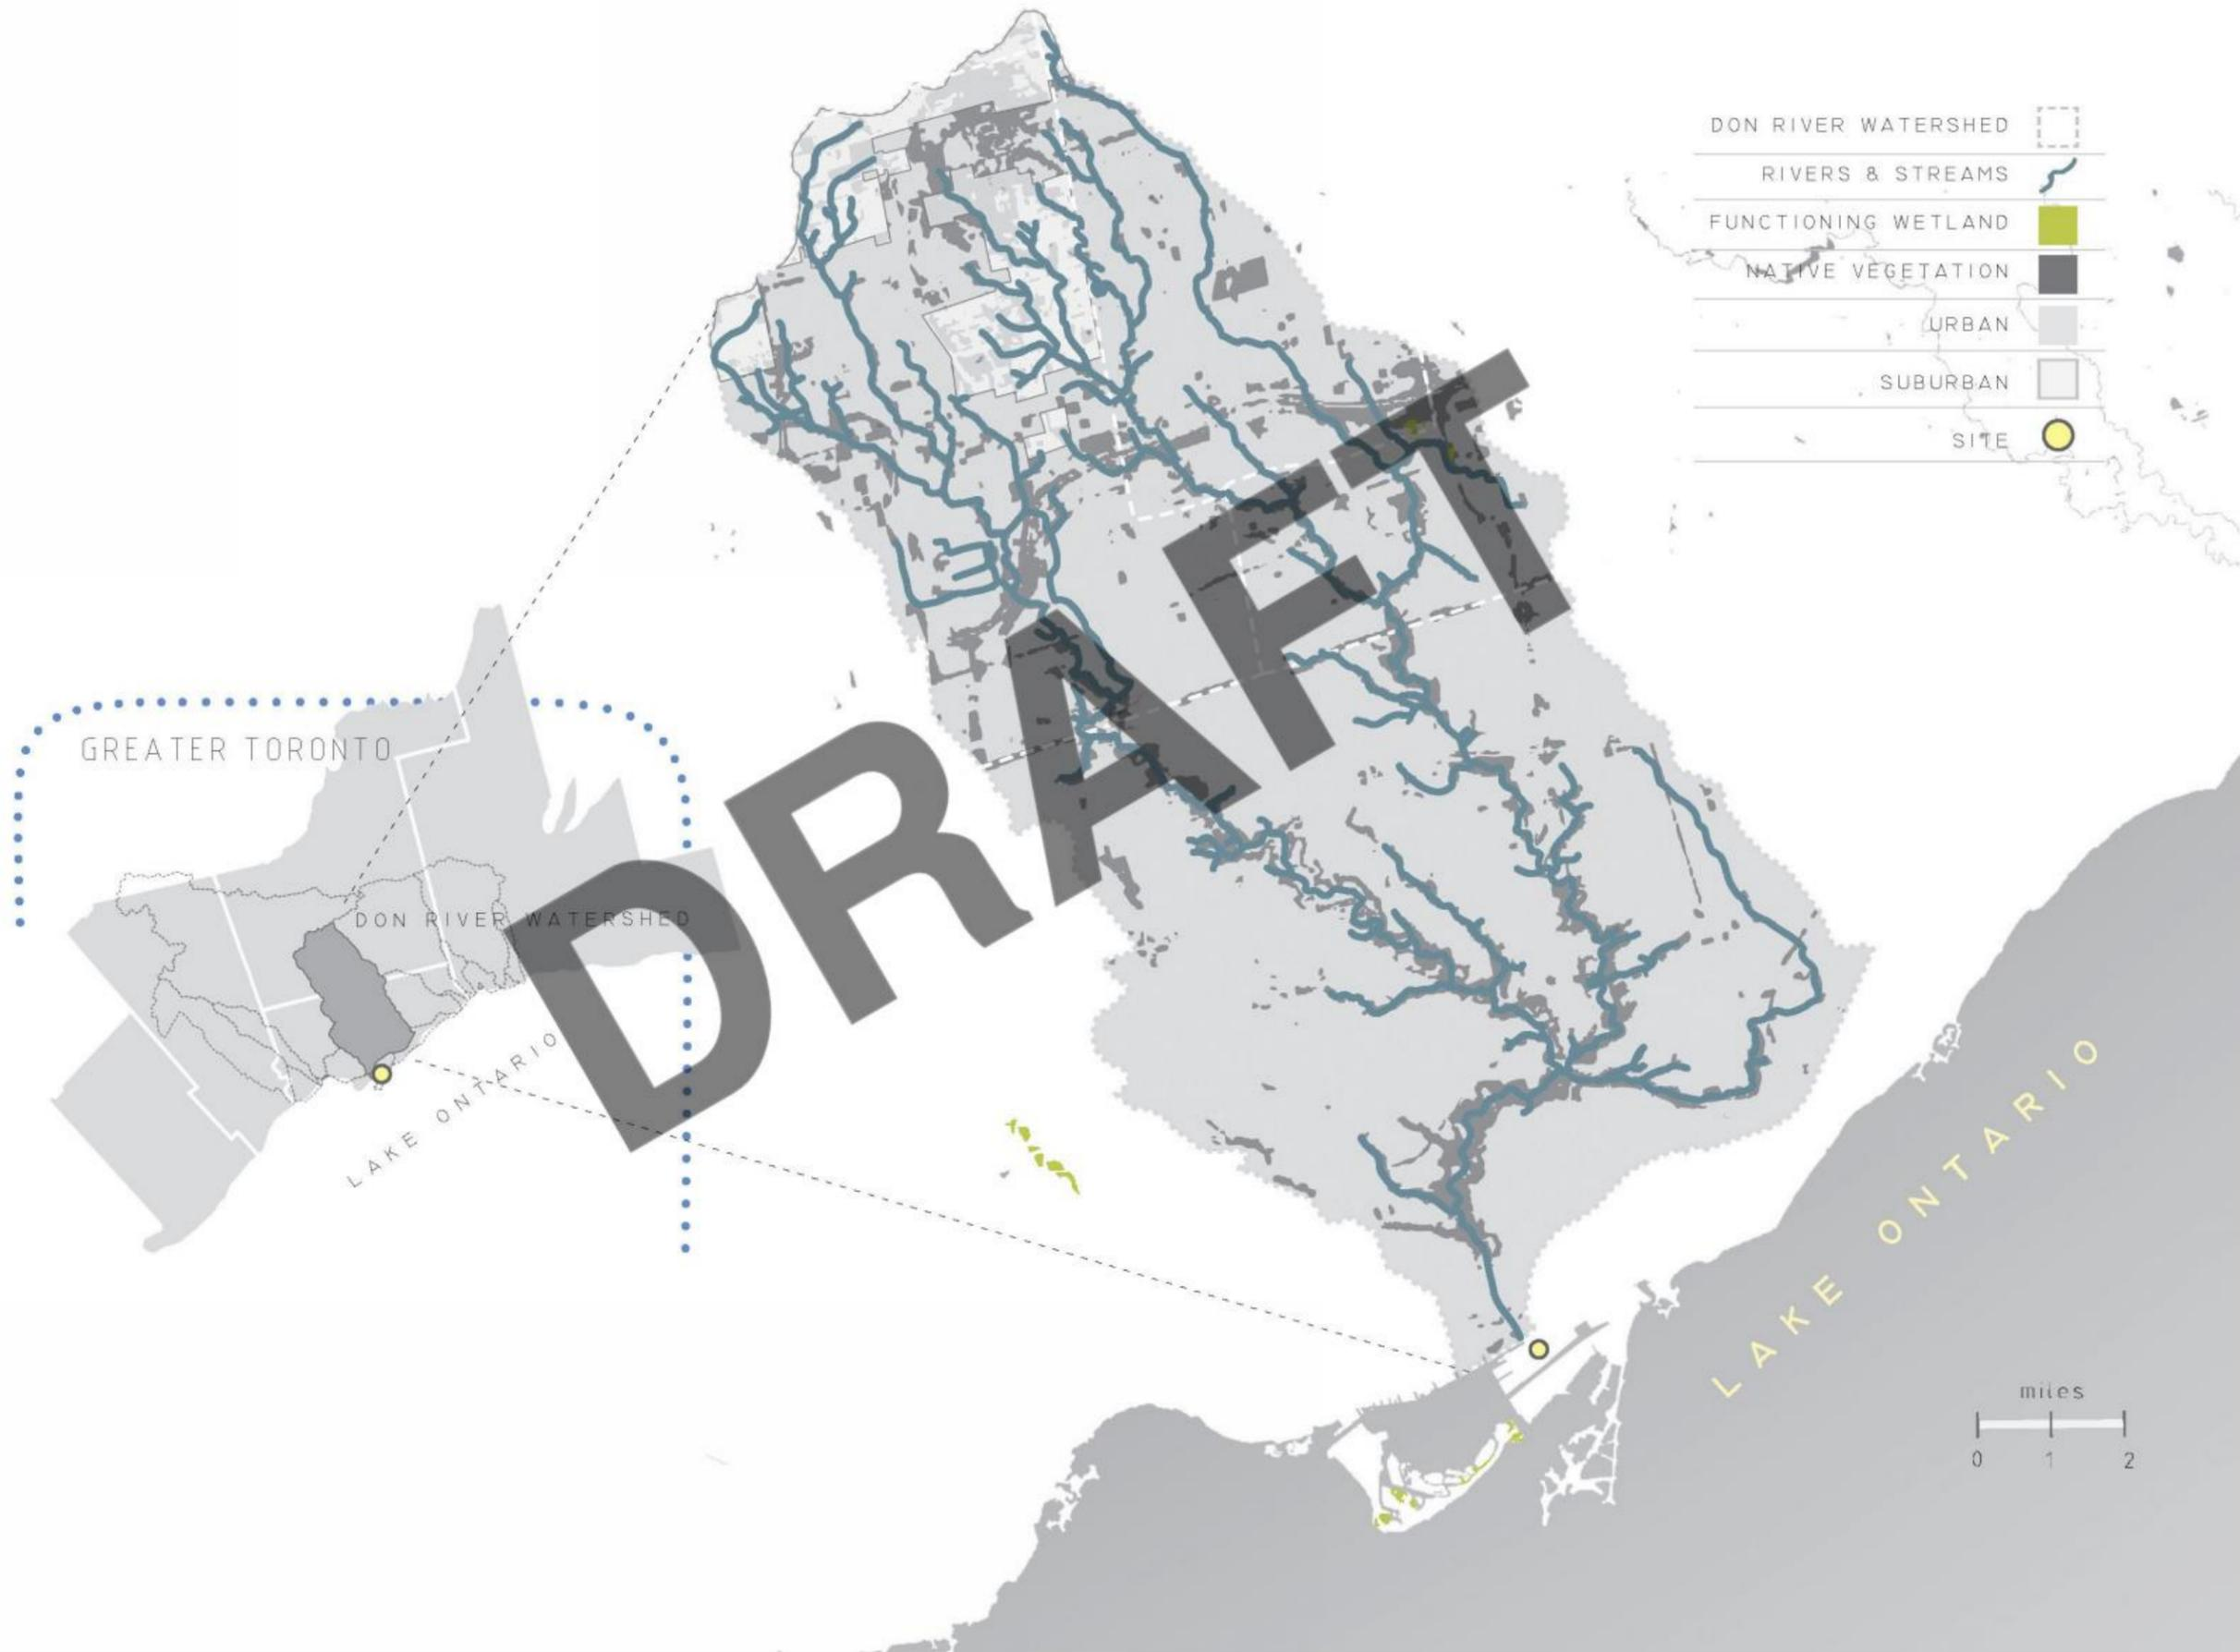 DON RIVER WATERSHED
RIVERS & STREAMS
FUNCTIONING WETLAND
NATIVE VEGETATION
URBAN
SUBURBAN
SITE
GREATER TORONTO
DON RIVER WATERSHED
LAKE ONTARIO
DRAFT
LAKE ONTARIO
miles
0 1 2